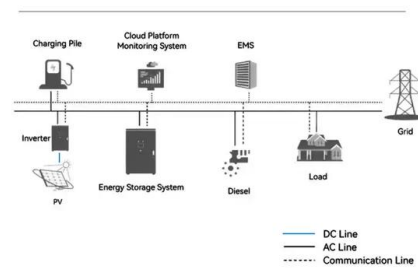 Charging Pile
Cloud Platform
Monitoring System
EMS
Grid
Inverter
PV
Energy Storage System
Diesel
Load
DC Line
AC Line
Communication Line